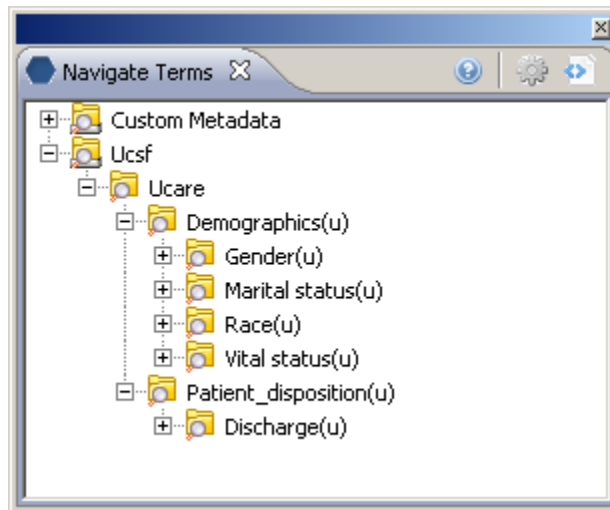 Navigate Terms
Custom Metadata
Ucsf
Ucare
Demographics(u)
Gender(u)
Marital status(u)
Race(u)
Vital status(u)
Patient_disposition(u)
Discharge(u)